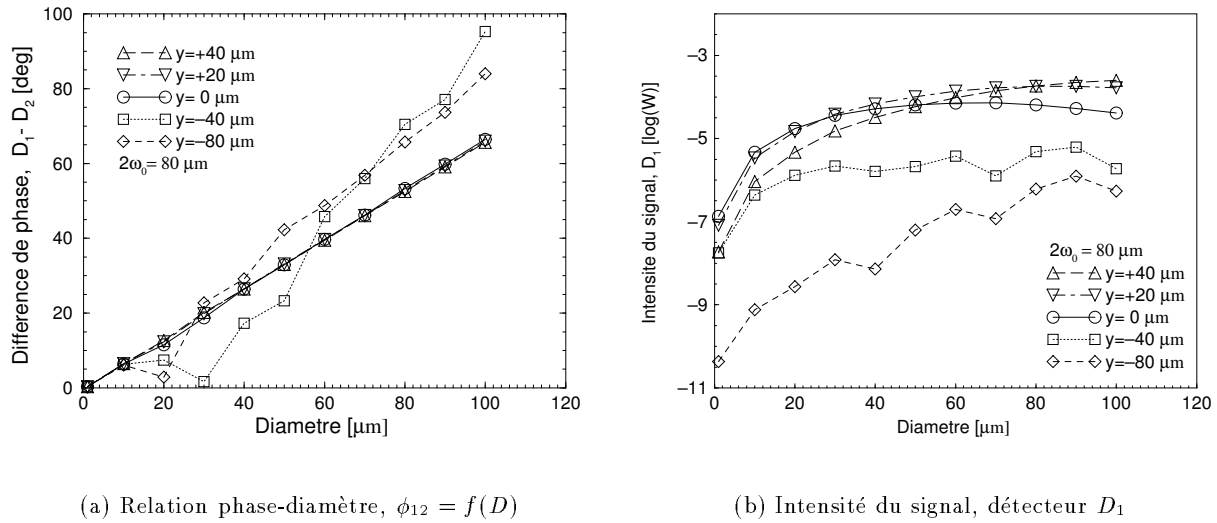 Difference de phase, D₁- D₂ [deg]
100
80
60
40
20
0
0 20 40 60 80 100 120
Diametre [µm]
y=+40 µm
y=+20 µm
y= 0 µm
y=−40 µm
y=−80 µm
2ω₀= 80 µm
(a) Relation phase-diamètre, ϕ₁₂ = f(D)
Intensite du signal, D₁ [log(W)]
−1
−3
−5
−7
−9
−11
0 20 40 60 80 100 120
Diametre [µm]
2ω₀ = 80 µm
y=+40 µm
y=+20 µm
y= 0 µm
y=−40 µm
y=−80 µm
(b) Intensité du signal, détecteur D₁